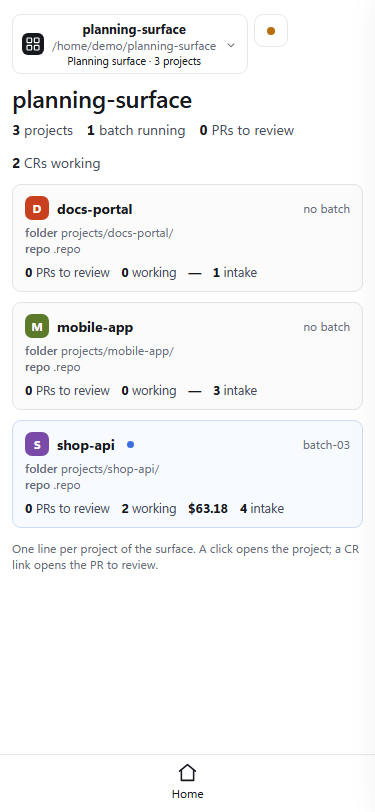 planning-surface
/home/demo/planning-surface
Planning surface · 3 projects
planning-surface
3 projects 1 batch running 0 PRs to review
2 CRs working
D docs-portal no batch
folder projects/docs-portal/
repo .repo
0 PRs to review 0 working — 1 intake
M mobile-app no batch
folder projects/mobile-app/
repo .repo
0 PRs to review 0 working — 3 intake
S shop-api batch-03
folder projects/shop-api/
repo .repo
0 PRs to review 2 working $63.18 4 intake
One line per project of the surface. A click opens the project; a CR
link opens the PR to review.
Home